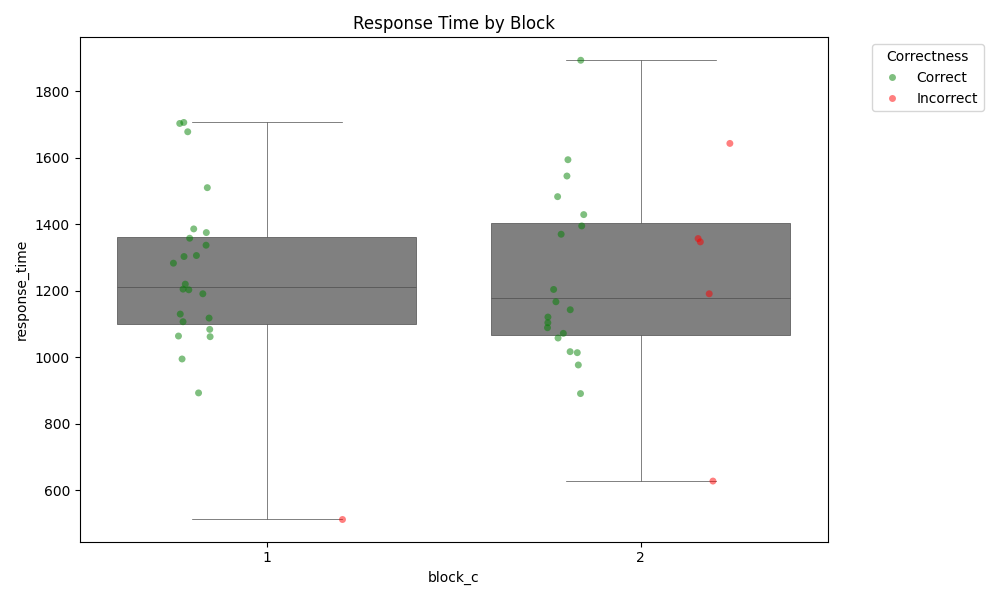 Response Time by Block
Correctness
Correct
Incorrect
response_time
1800
1600
1400
1200
1000
800
600
1
2
block_c